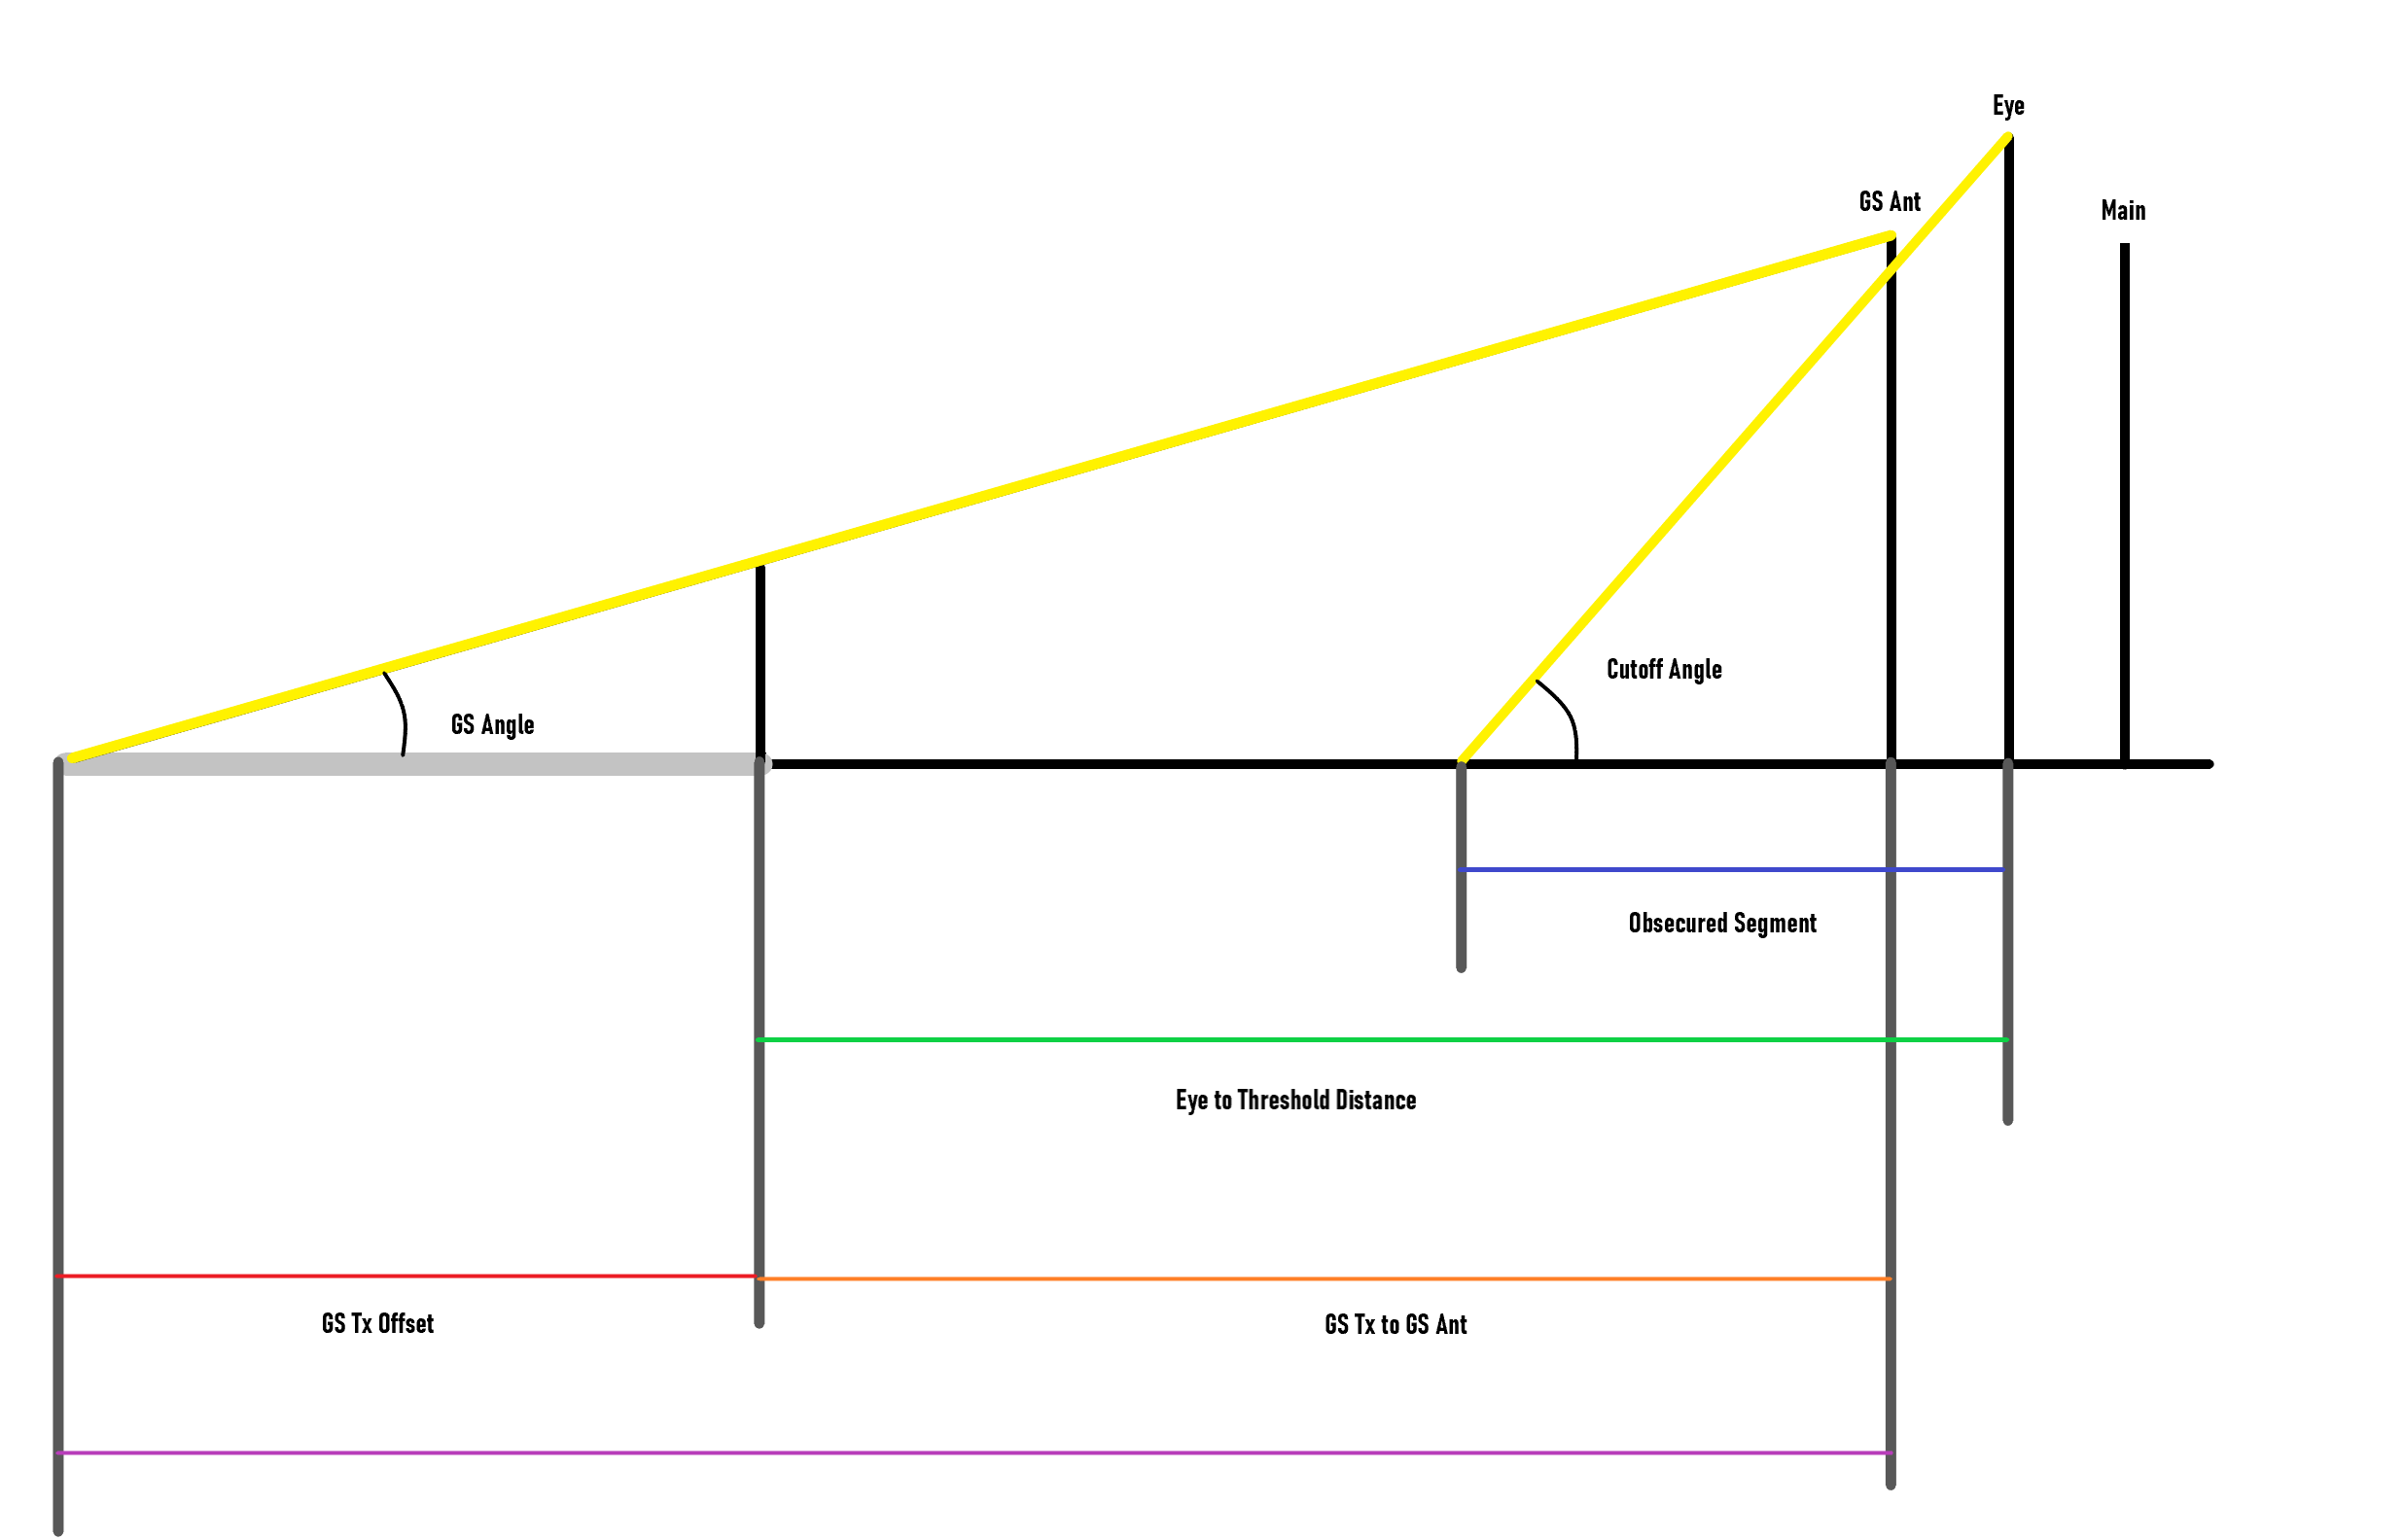 Eye
GS Ant
Main
Cutoff Angle
GS Angle
Obsecured Segment
Eye to Threshold Distance
GS Tx Offset
GS Tx to GS Ant